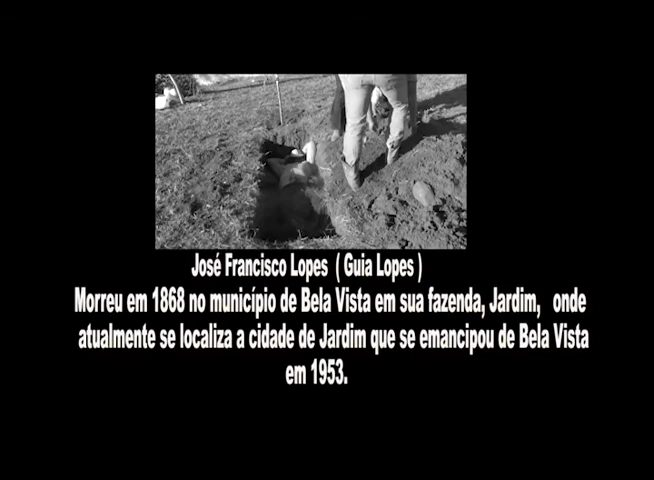 José Francisco Lopes ( Guia Lopes )
Morreu em 1868 no município de Bela Vista em sua fazenda, Jardim, onde
atualmente se localiza a cidade de Jardim que se emancipou de Bela Vista
em 1953.